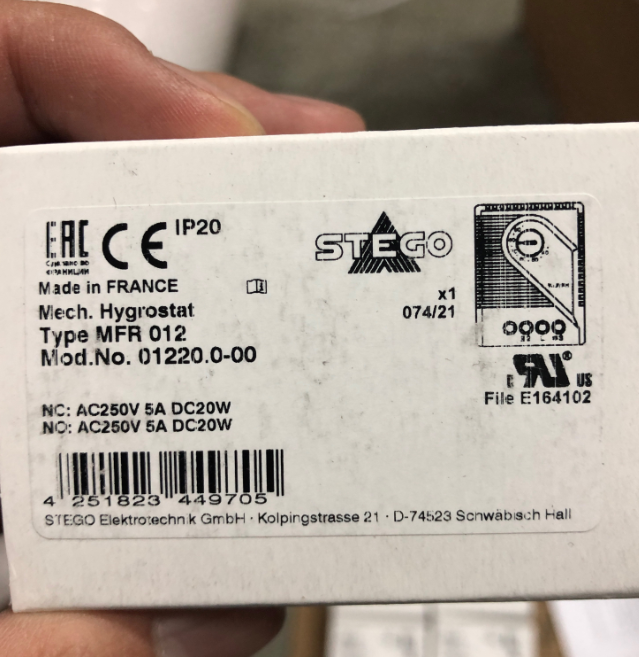 EAC CE IP20
Made in FRANCE
Mech. Hygrostat
Type MFR 012
Mod.No. 01220.0-00
STEGO
x1
074/21
US
File E164102
NC: AC250V 5A DC20W
NO: AC250V 5A DC20W
4 251823 449705
STEGO Elektrotechnik GmbH · Kolpingstrasse 21 · D-74523 Schwäbisch Hall